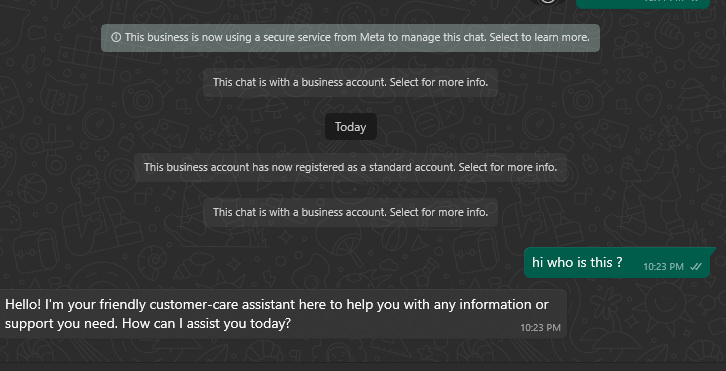 This business is now using a secure service from Meta to manage this chat. Select to learn more.
This chat is with a business account. Select for more info.
Today
This business account has now registered as a standard account. Select for more info.
This chat is with a business account. Select for more info.
hi who is this ?
10:23 PM
Hello! I'm your friendly customer-care assistant here to help you with any information or
support you need. How can I assist you today?
10:23 PM